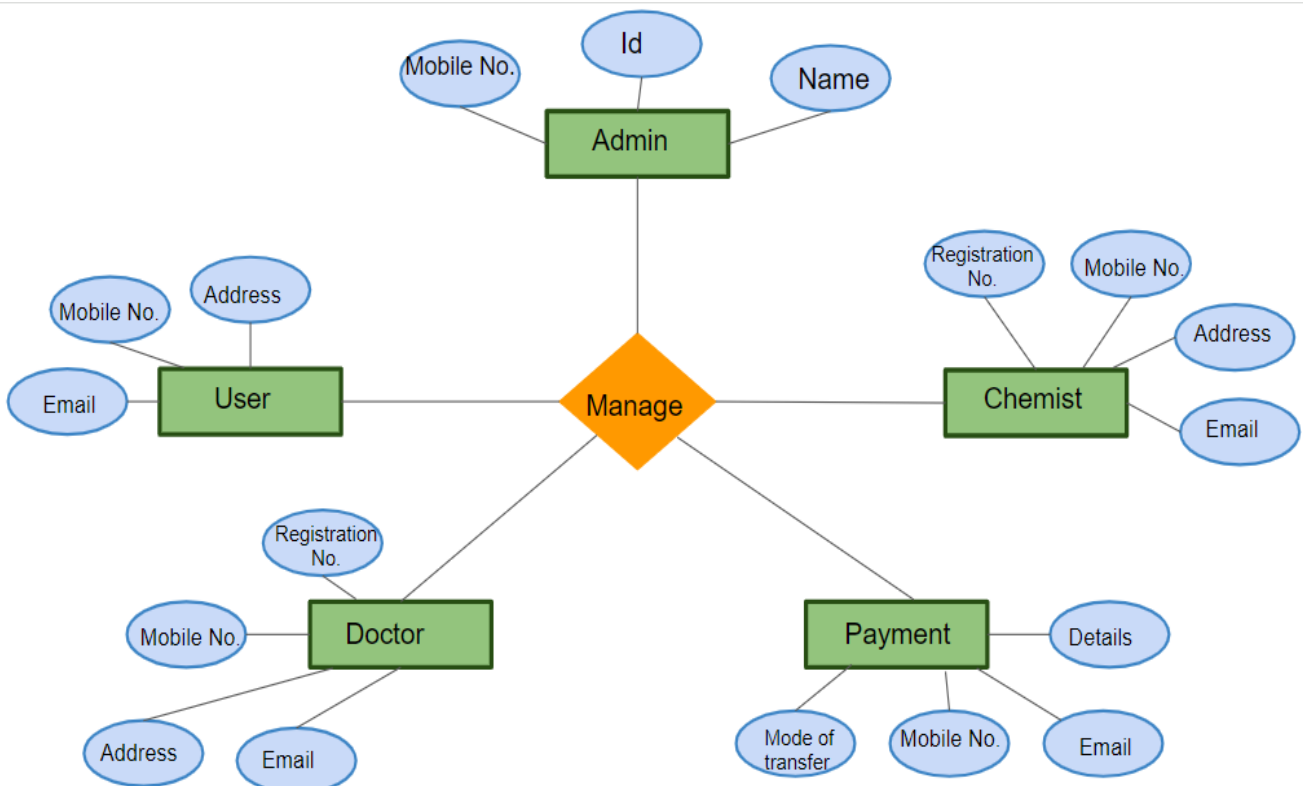 Id
Mobile No.
Name
Admin
Registration
No.
Mobile No.
Address
Mobile No.
Address
Email
User
Manage
Chemist
Email
Registration
No.
Mobile No.
Doctor
Payment
Details
Address
Email
Mode of
transfer
Mobile No.
Email